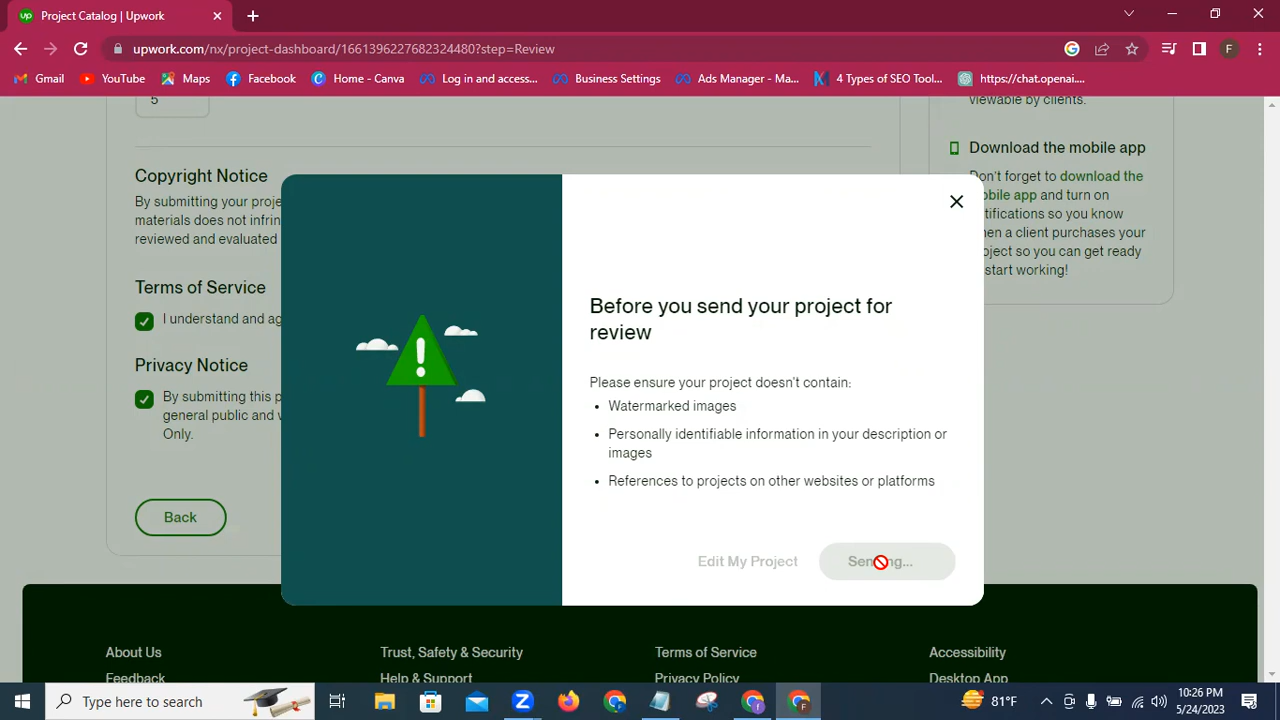 up Project Catalog | Upwork
upwork.com/nx/project-dashboard/1661396227682324480?step=Review
F
Gmail YouTube Maps Facebook Home - Canva Log in and access... Business Settings Ads Manager - Ma... 4 Types of SEO Tool... https://chat.openai....
5
viewable by clients.
Download the mobile app
Don't forget to download the
mobile app and turn on
notifications so you know
when a client purchases your
project so you can get ready
start working!
Copyright Notice
By submitting your proje
materials does not infrin
reviewed and evaluated
Terms of Service
I understand and ag
Privacy Notice
By submitting this p
general public and v
Only.
Back
Before you send your project for
review
Please ensure your project doesn't contain:
• Watermarked images
• Personally identifiable information in your description or
images
• References to projects on other websites or platforms
Edit My Project
Sending...
About Us
Trust, Safety & Security
Terms of Service
Accessibility
Feedback
Help & Support
Privacy Policy
Desktop App
Type here to search
81°F
10:26 PM
5/24/2023